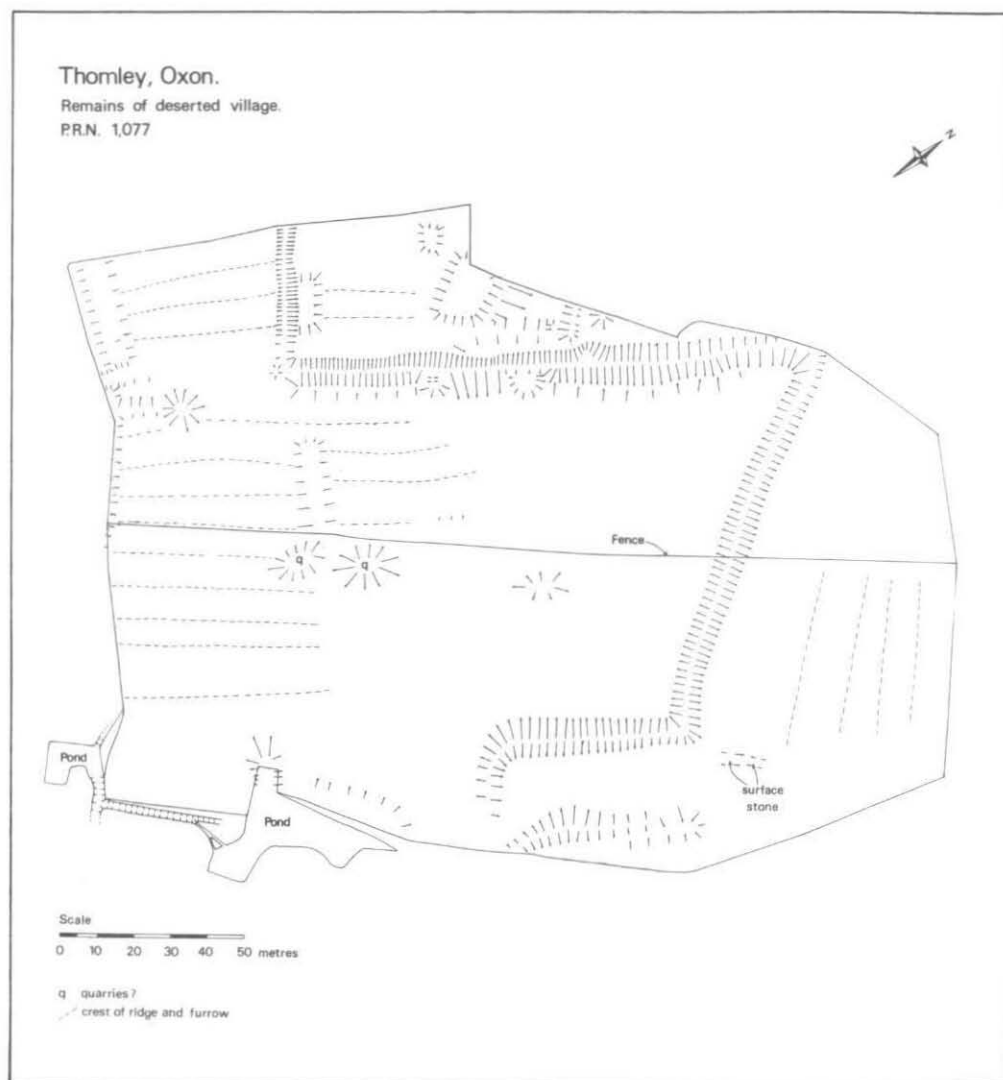 Thomley, Oxon.
Remains of deserted village.
P.R.N. 1,077
N
Fence
q
q
Pond
surface
stone
Pond
Scale
0 10 20 30 40 50 metres
q quarries?
crest of ridge and furrow